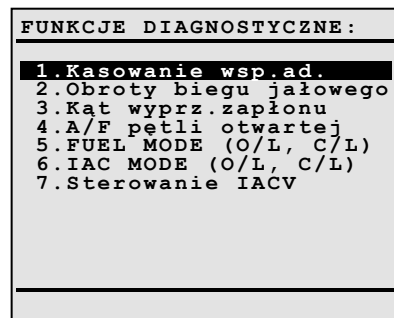 FUNKCJE DIAGNOSTYCZNE:
1.Kasowanie wsp.ad.
2.Obroty biegu jałowego
3.Kąt wyprz.zapłonu
4.A/F pętli otwartej
5.FUEL MODE (O/L, C/L)
6.IAC MODE (O/L, C/L)
7.Sterowanie IACV